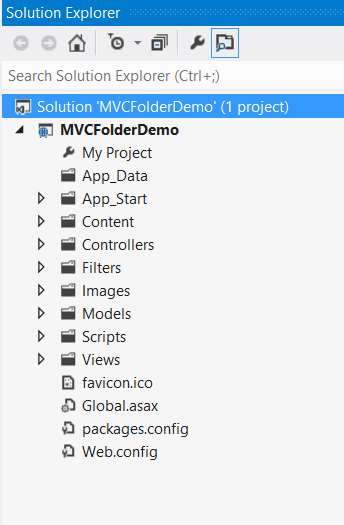 Solution Explorer
Search Solution Explorer (Ctrl+;)
Solution 'MVCFolderDemo' (1 project)
MVCFolderDemo
My Project
App_Data
App_Start
Content
Controllers
Filters
Images
Models
Scripts
Views
favicon.ico
Global.asax
packages.config
Web.config